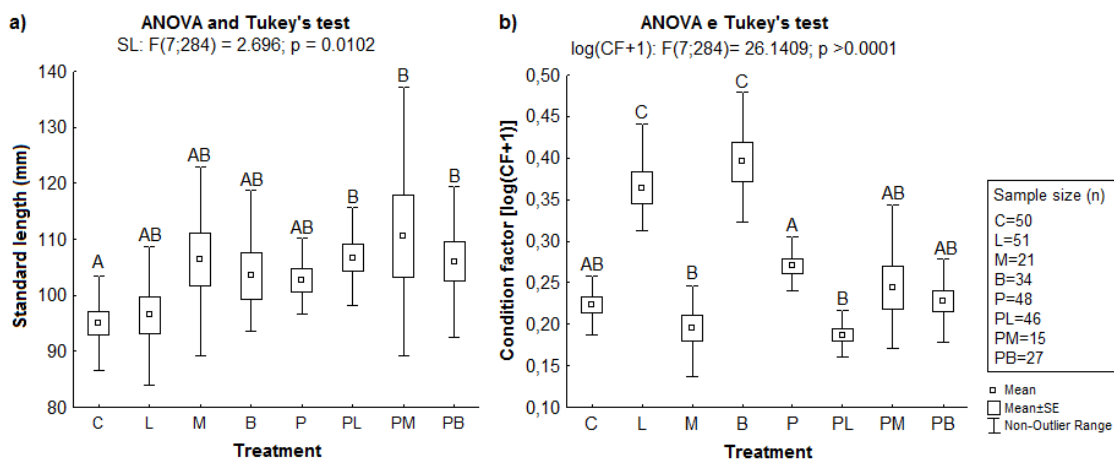 a)
ANOVA and Tukey's test
SL: F(7;284) = 2.696; p = 0.0102
Standard length (mm)
140
130
120
110
100
90
80
A
AB
AB
AB
AB
B
B
B
C
L
M
B
P
PL
PM
PB
Treatment
b)
ANOVA e Tukey's test
log(CF+1): F(7;284)= 26.1409; p >0.0001
Condition factor [log(CF+1)]
0,50
0,45
0,40
0,35
0,30
0,25
0,20
0,15
0,10
AB
C
B
C
A
B
AB
AB
C
L
M
B
P
PL
PM
PB
Treatment
Sample size (n)
C=50
L=51
M=21
B=34
P=48
PL=46
PM=15
PB=27
Mean
Mean±SE
Non-Outlier Range